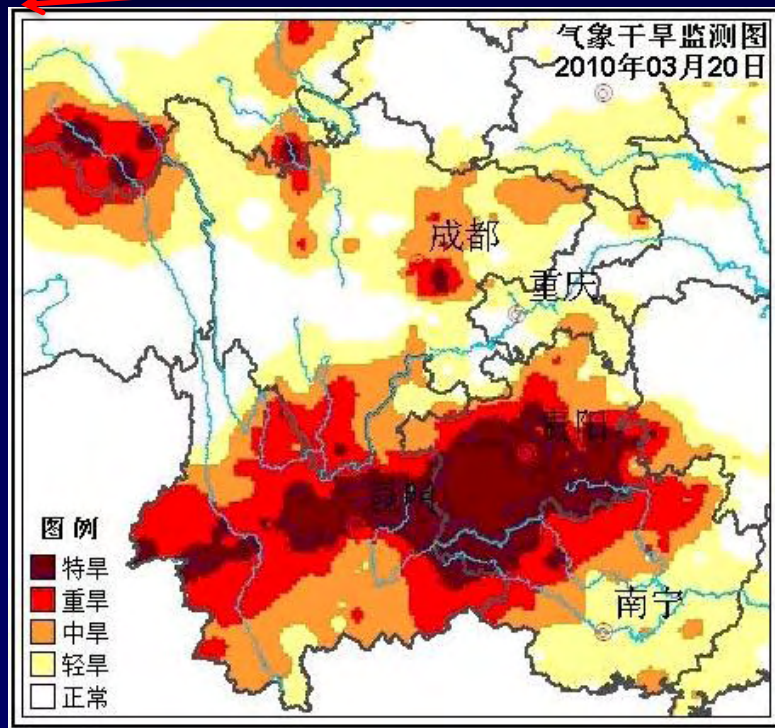 气象干旱监测图
2010年03月20日
成都
重庆
贵阳
昆明
南宁
图例
特旱
重旱
中旱
轻旱
正常